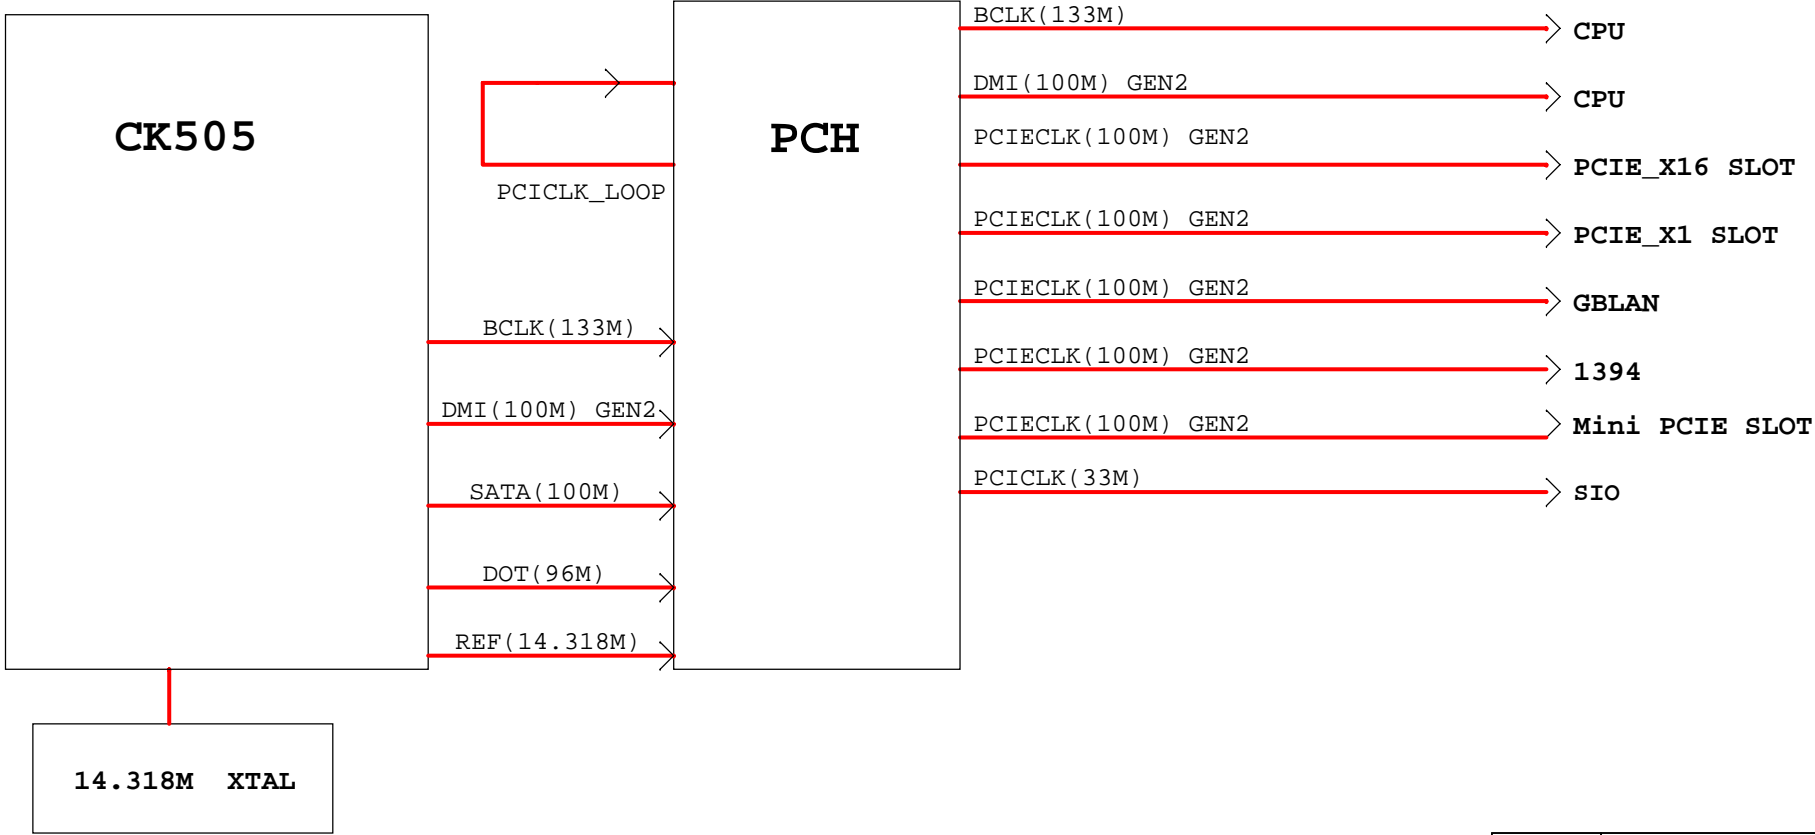 CK505
PCH
PCICLK_LOOP
BCLK(133M)
DMI(100M) GEN2
SATA(100M)
DOT(96M)
REF(14.318M)
14.318M XTAL
BCLK(133M)
CPU
DMI(100M) GEN2
CPU
PCIECLK(100M) GEN2
PCIE_X16 SLOT
PCIECLK(100M) GEN2
PCIE_X1 SLOT
PCIECLK(100M) GEN2
GBLAN
PCIECLK(100M) GEN2
1394
PCIECLK(100M) GEN2
Mini PCIE SLOT
PCICLK(33M)
SIO